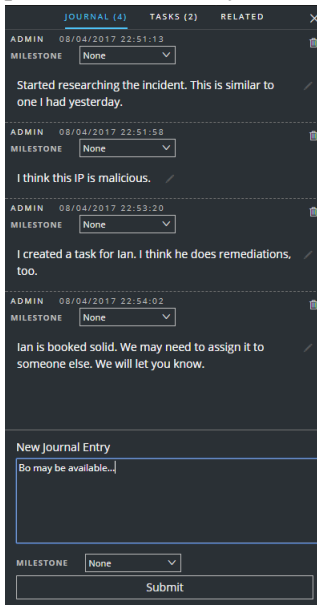 JOURNAL (4) TASKS (2) RELATED
ADMIN 08/04/2017 22:51:13
MILESTONE None
Started researching the incident. This is similar to
one I had yesterday.
ADMIN 08/04/2017 22:51:58
MILESTONE None
I think this IP is malicious.
ADMIN 08/04/2017 22:53:20
MILESTONE None
I created a task for Ian. I think he does remediations,
too.
ADMIN 08/04/2017 22:54:02
MILESTONE None
Ian is booked solid. We may need to assign it to
someone else. We will let you know.
New Journal Entry
Bo may be available...
MILESTONE None
Submit